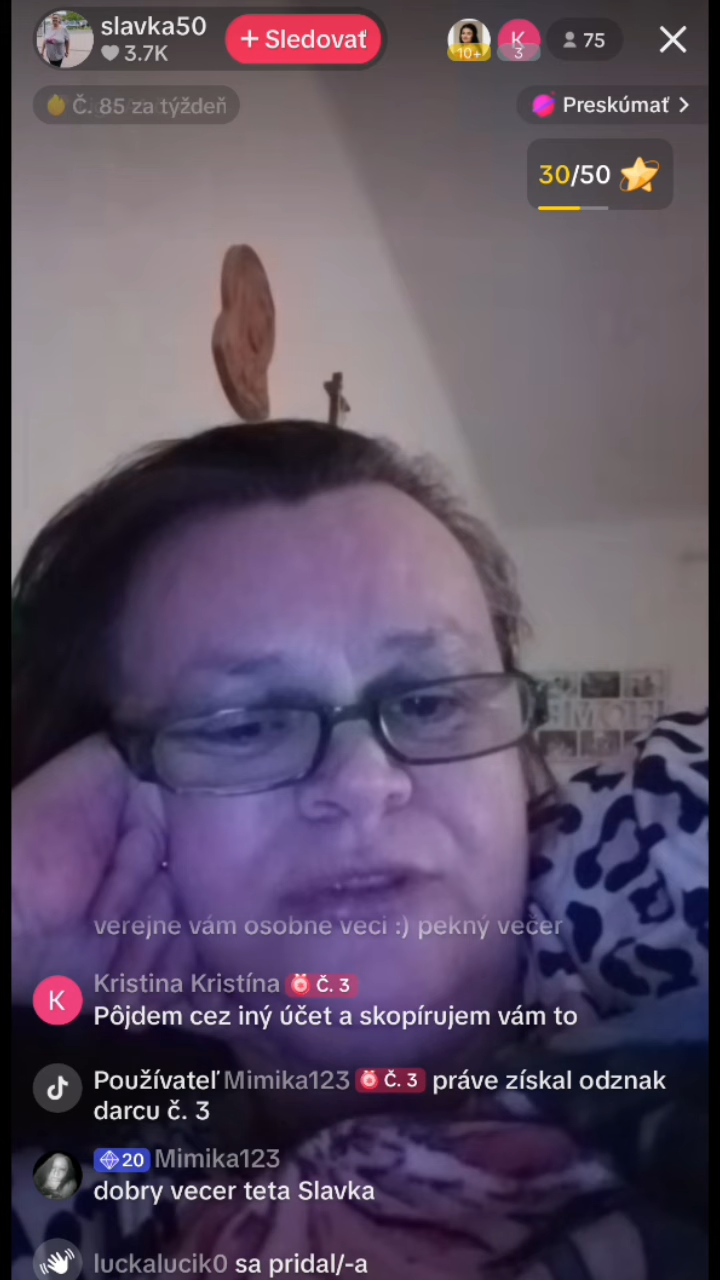 slavka50
3.7K
+ Sledovať
10+
K
3
75
Č. 85 za týždeň
Preskúmať
30/50
verejne vám osobne veci :) pekný večer
K
Kristina Kristína Č. 3
Pôjdem cez iný účet a skopírujem vám to
Používateľ Mimika123 Č. 3 práve získal odznak
darcu č. 3
20 Mimika123
dobry vecer teta Slavka
luckalucik0 sa pridal/-a